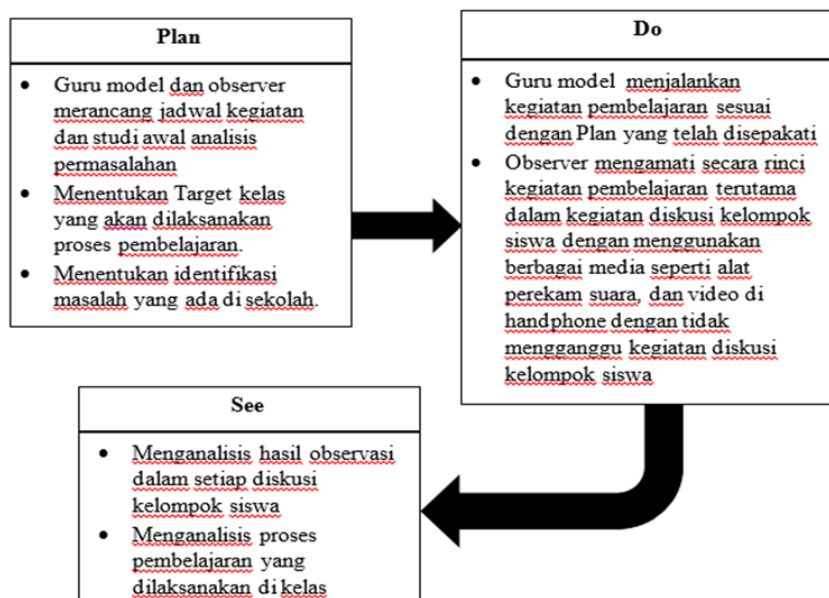 Plan
• Guru model dan observer
merancang jadwal kegiatan
dan studi awal analisis
permasalahan
• Menentukan Target kelas
yang akan dilaksanakan
proses pembelajaran.
• Menentukan identifikasi
masalah yang ada di sekolah.
Do
• Guru model menjalankan
kegiatan pembelajaran sesuai
dengan Plan yang telah disepakati
• Observer mengamati secara rinci
kegiatan pembelajaran terutama
dalam kegiatan diskusi kelompok
siswa dengan menggunakan
berbagai media seperti alat
perekam suara, dan video di
handphone dengan tidak
mengganggu kegiatan diskusi
kelompok siswa
See
• Menganalisis hasil observasi
dalam setiap diskusi
kelompok siswa
• Menganalisis proses
pembelajaran yang
dilaksanakan di kelas